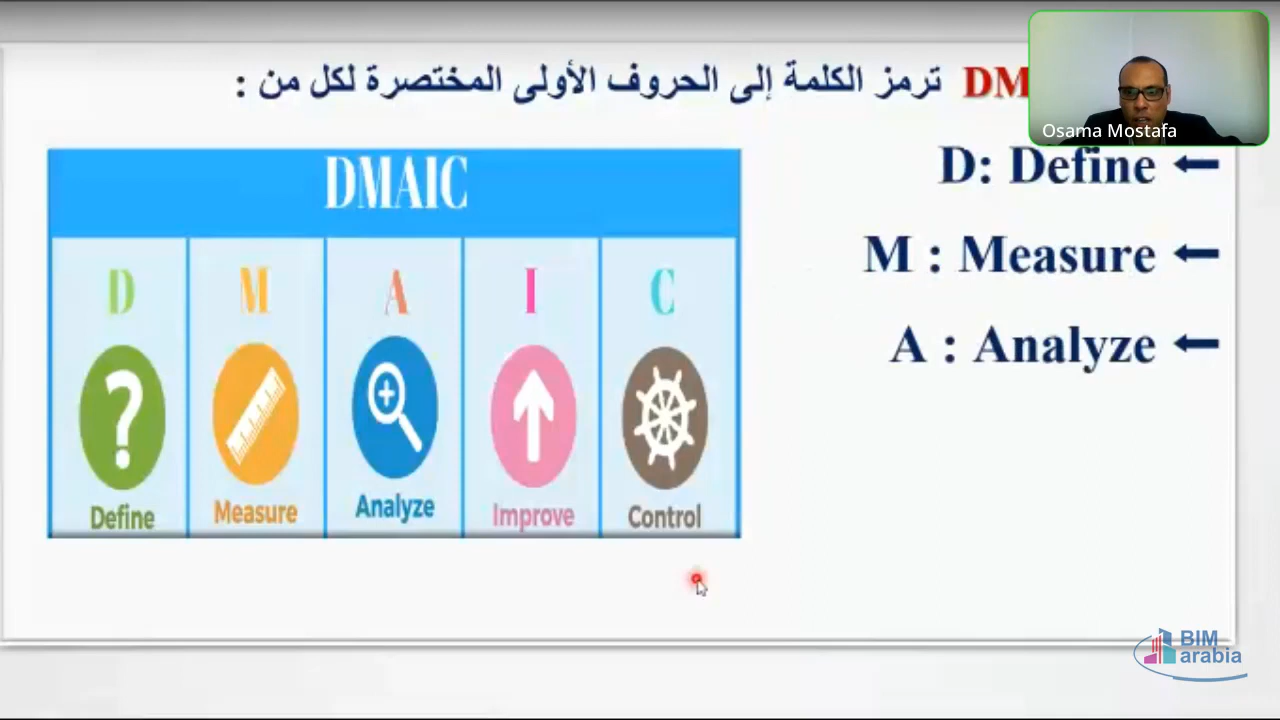 DM ترمز الكلمة إلى الحروف الأولى المختصرة لكل من :
Osama Mostafa
D: Define
M : Measure
A : Analyze
DMAIC
D M A I C
Define Measure Analyze Improve Control
BIM
arabia